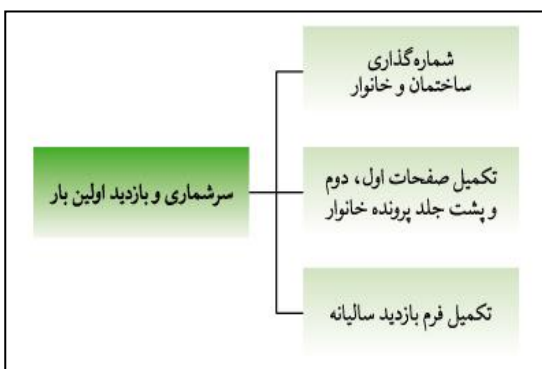 شماره‌گذاری
ساختمان و خانوار
سرشماری و بازدید اولین بار
تکمیل صفحات اول، دوم
و پشت جلد پرونده خانوار
تکمیل فرم بازدید سالیانه